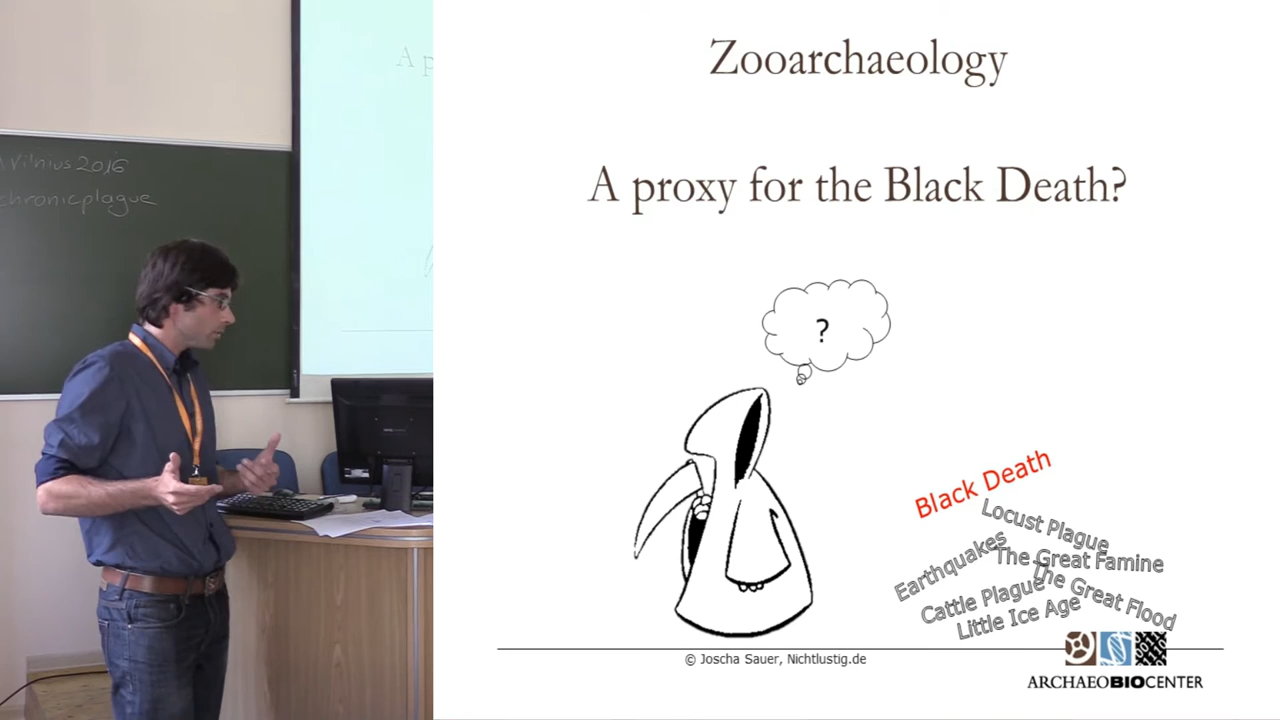 Zooarchaeology
A proxy for the Black Death?
?
Black Death
Locust Plague
Earthquakes
The Great Famine
The Great Flood
Cattle Plague
Little Ice Age
© Joscha Sauer, Nichtlustig.de
ARCHAEOBIOCENTER
Vilnius 2016
chronicplague
A p